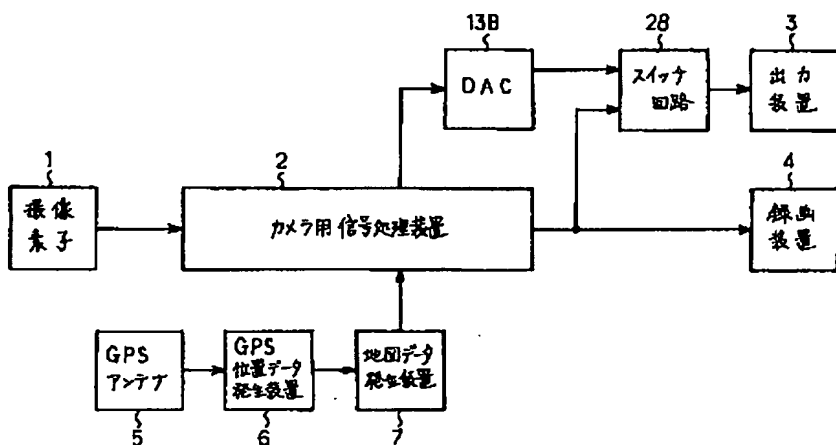 13B
28
3
DAC
スイッチ
回路
出力
装置
1
2
4
撮像
素子
カメラ用信号処理装置
録画
装置
GPS
アンテナ
GPS
位置データ
発生装置
地図データ
発生装置
5
6
7